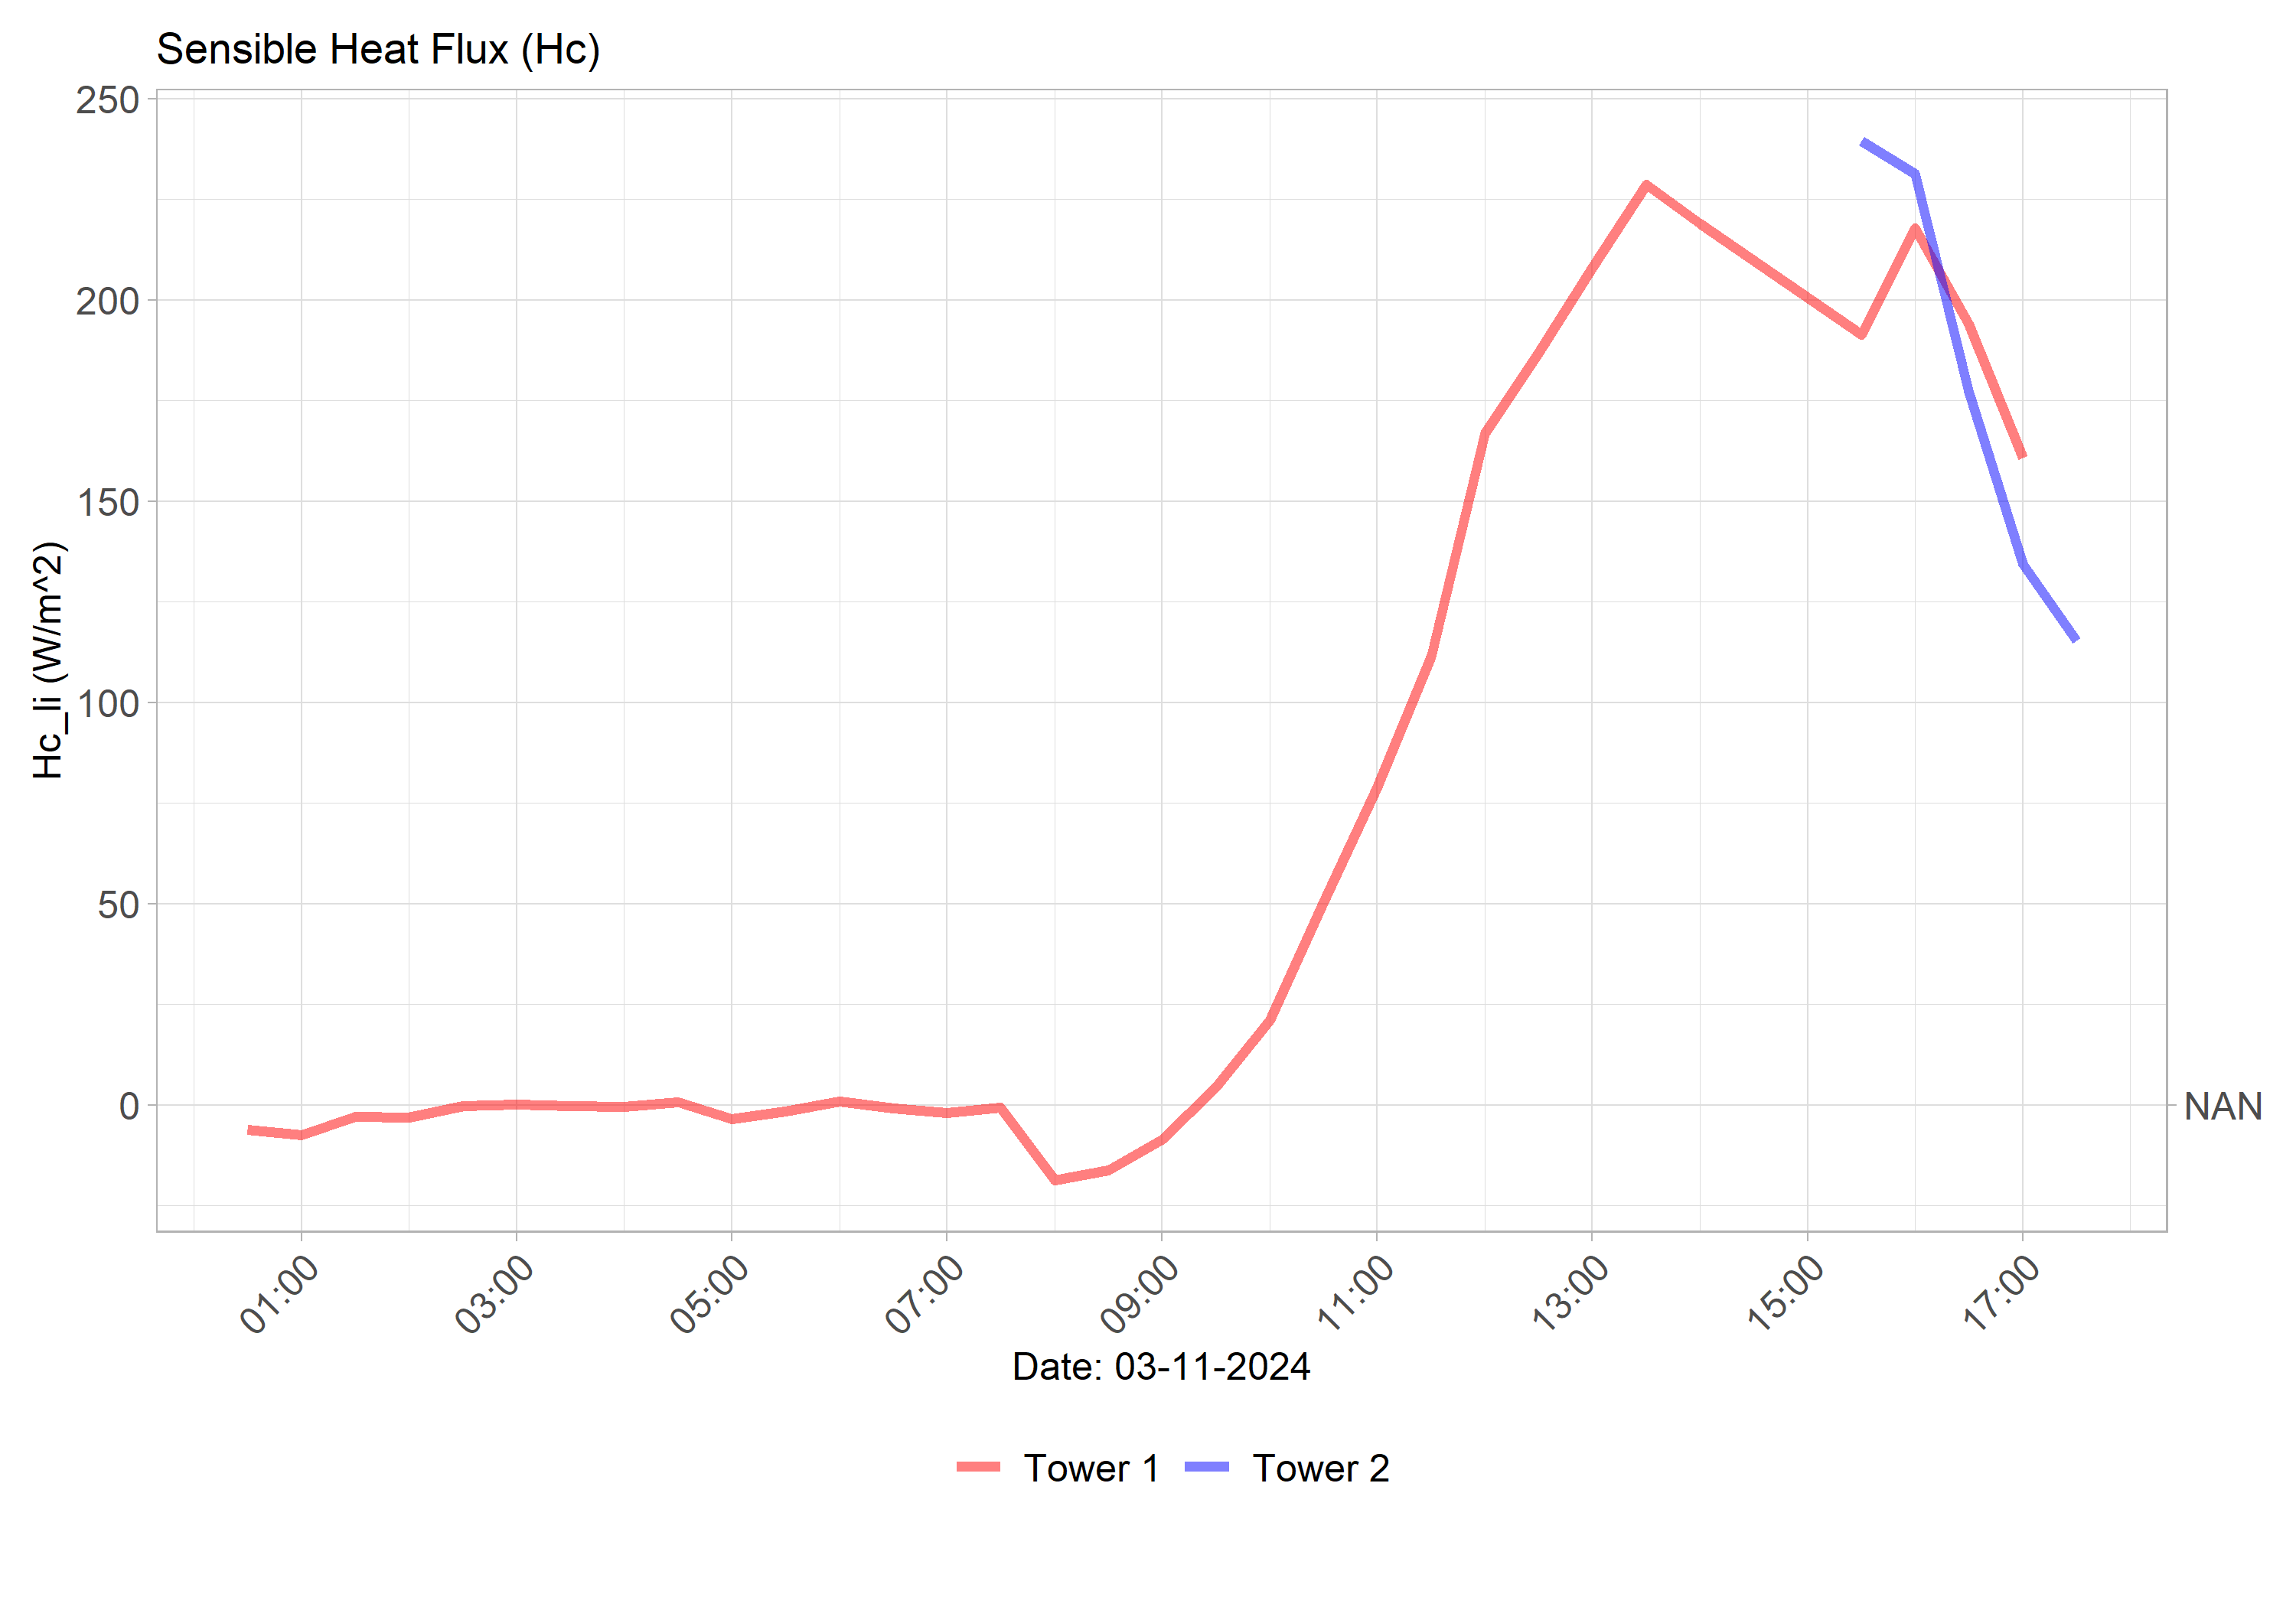 Sensible Heat Flux (Hc)
250
200
150
100
50
0
Hc_li (W/m^2)
NAN
01:00
03:00
05:00
07:00
09:00
11:00
13:00
15:00
17:00
Date: 03-11-2024
Tower 1
Tower 2